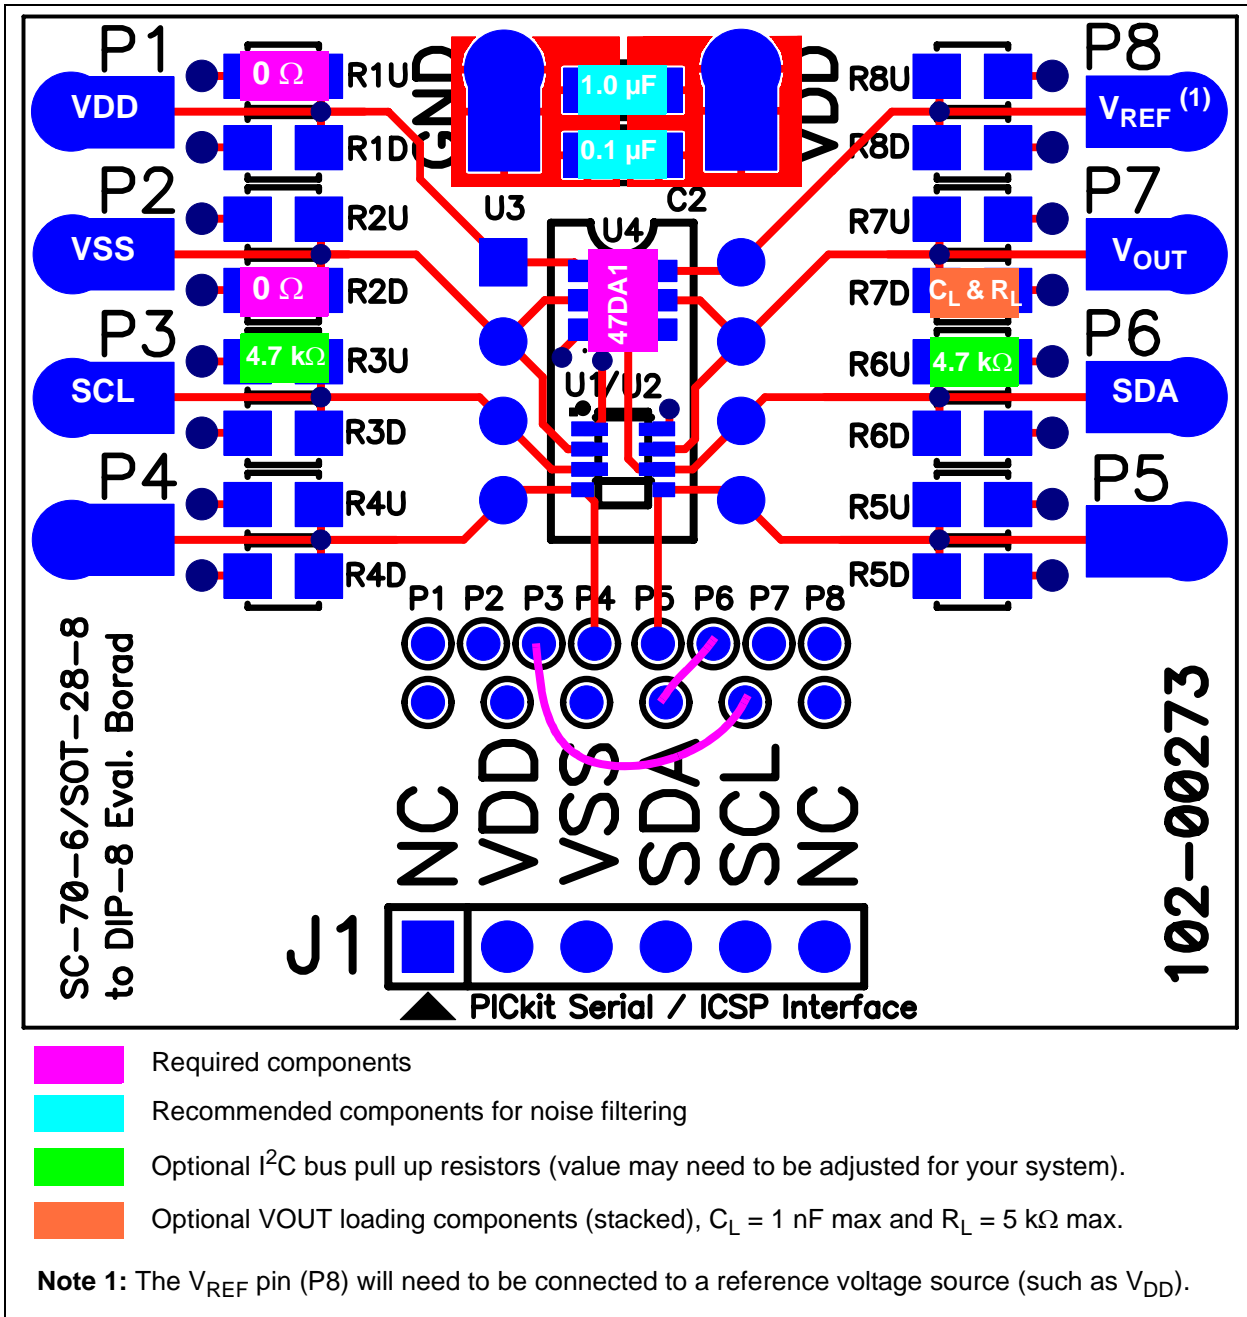 P1
VDD
0 Ω
R1U
R1D
GND
1.0 µF
0.1 µF
VDD
R8U
R8D
P8
VREF (1)
P2
VSS
R2U
0 Ω
R2D
U3
C2
U4
47DA1
R7U
CL & RL
R7D
P7
VOUT
P3
SCL
4.7 kΩ
R3U
R3D
U1/U2
R6U
4.7 kΩ
R6D
P6
SDA
P4
R4U
R4D
R5U
R5D
P5
P1 P2 P3 P4 P5 P6 P7 P8
NC VDD VSS SDA SCL NC
SC-70-6/SOT-28-8
to DIP-8 Eval. Borad
102-00273
J1
PICkit Serial / ICSP Interface
Required components
Recommended components for noise filtering
Optional I²C bus pull up resistors (value may need to be adjusted for your system).
Optional VOUT loading components (stacked), CL = 1 nF max and RL = 5 kΩ max.
Note 1: The VREF pin (P8) will need to be connected to a reference voltage source (such as VDD).